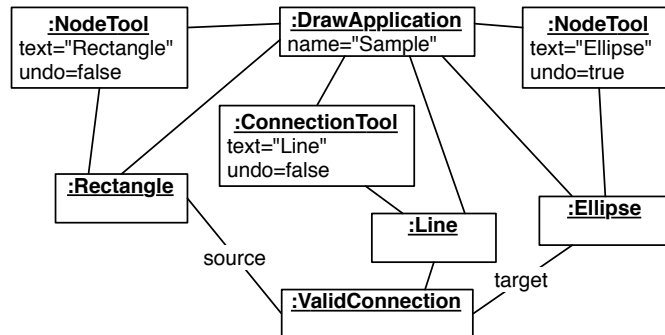 :NodeTool
text="Rectangle"
undo=false
:DrawApplication
name="Sample"
:NodeTool
text="Ellipse"
undo=true
:ConnectionTool
text="Line"
undo=false
:Rectangle
:Line
:Ellipse
source
target
:ValidConnection